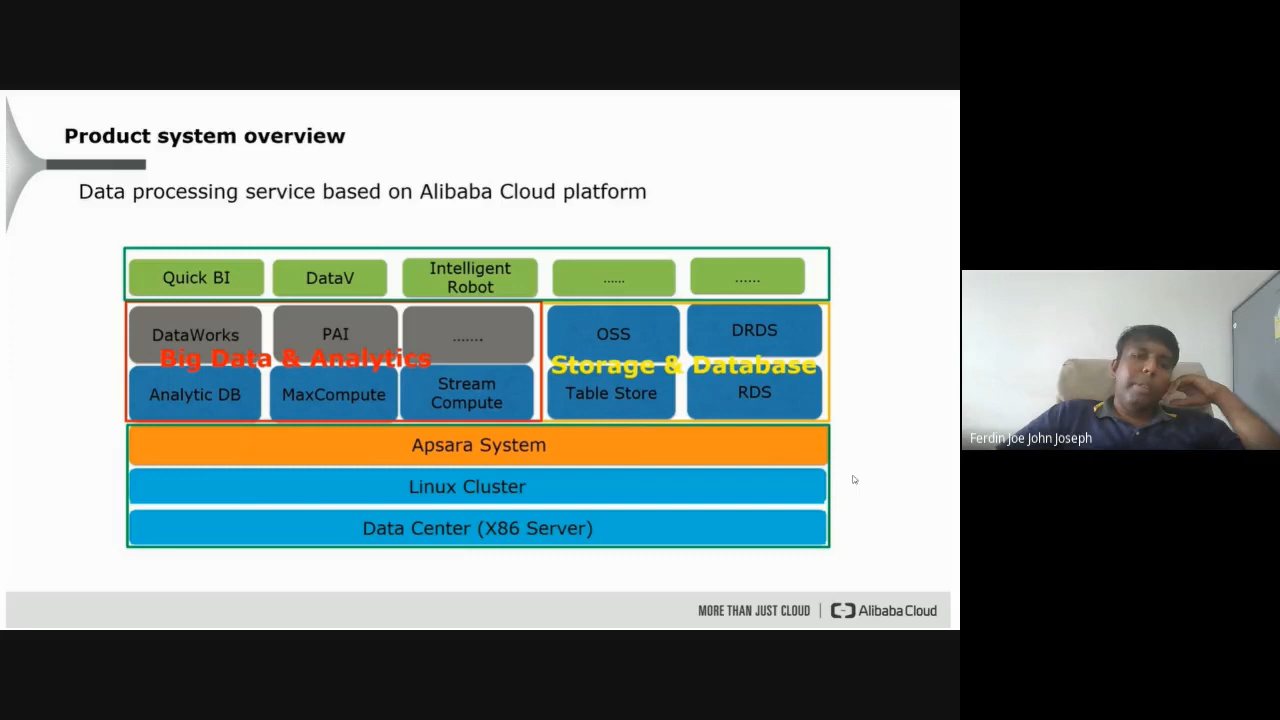 Product system overview
Data processing service based on Alibaba Cloud platform
Quick BI
DataV
Intelligent
Robot
......
......
DataWorks
PAI
.......
OSS
DRDS
Big Data & Analytics
Storage & Database
Analytic DB
MaxCompute
Stream
Compute
Table Store
RDS
Apsara System
Linux Cluster
Data Center (X86 Server)
Ferdin Joe John Joseph
MORE THAN JUST CLOUD | Alibaba Cloud